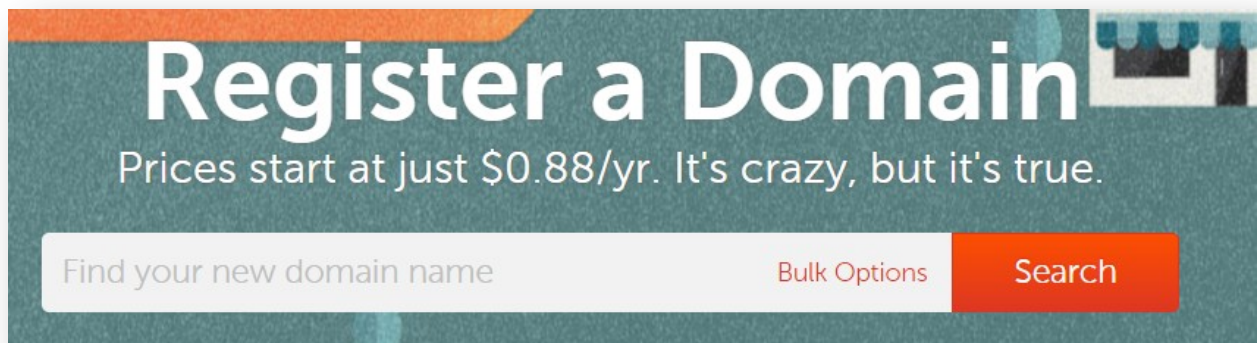 Register a Domain
Prices start at just $0.88/yr. It's crazy, but it's true.
Find your new domain name Bulk Options Search